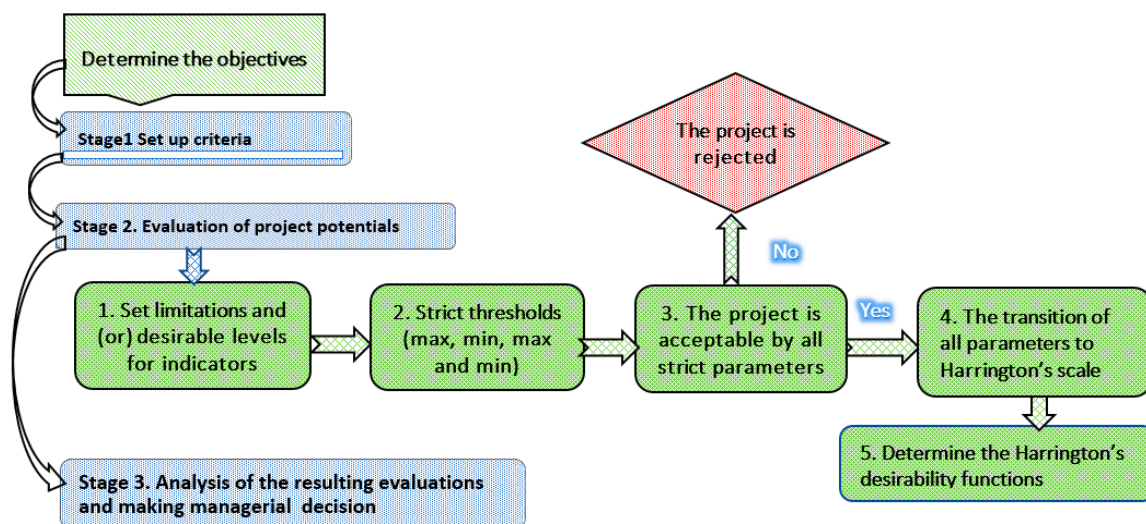 Determine the objectives
Stage1 Set up criteria
The project is
rejected
Stage 2. Evaluation of project potentials
No
1. Set limitations and
(or) desirable levels
for indicators
2. Strict thresholds
(max, min, max
and min)
3. The project is
acceptable by all
strict parameters
Yes
4. The transition of
all parameters to
Harrington’s scale
5. Determine the Harrington’s
desirability functions
Stage 3. Analysis of the resulting evaluations
and making managerial decision